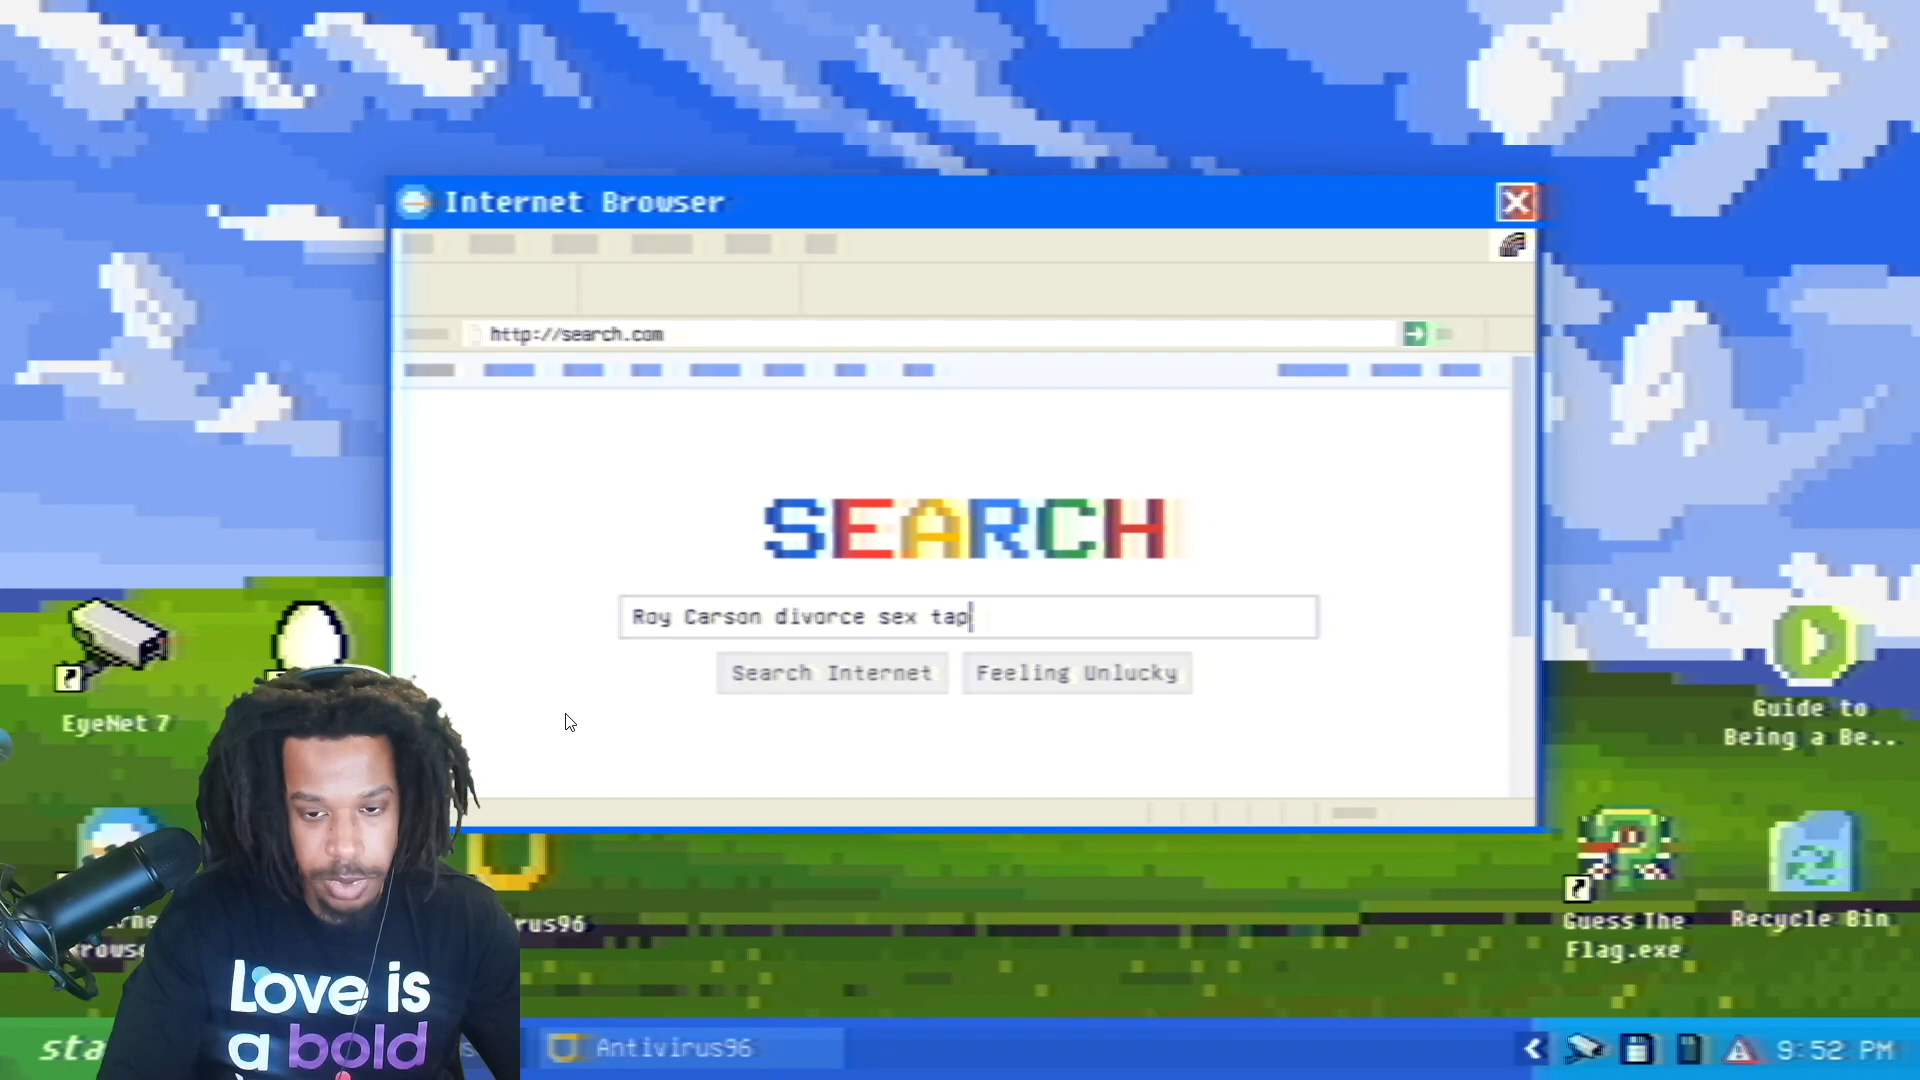 Internet Browser
http://search.com
SEARCH
Roy Carson divorce sex tap
Search Internet
Feeling Unlucky
EyeNet 7
Guide to
Being a Be..
rus96
Guess The
Flag.exe
Recycle Bin
Love is
a bold
sta
Antivirus96
9:52 PM